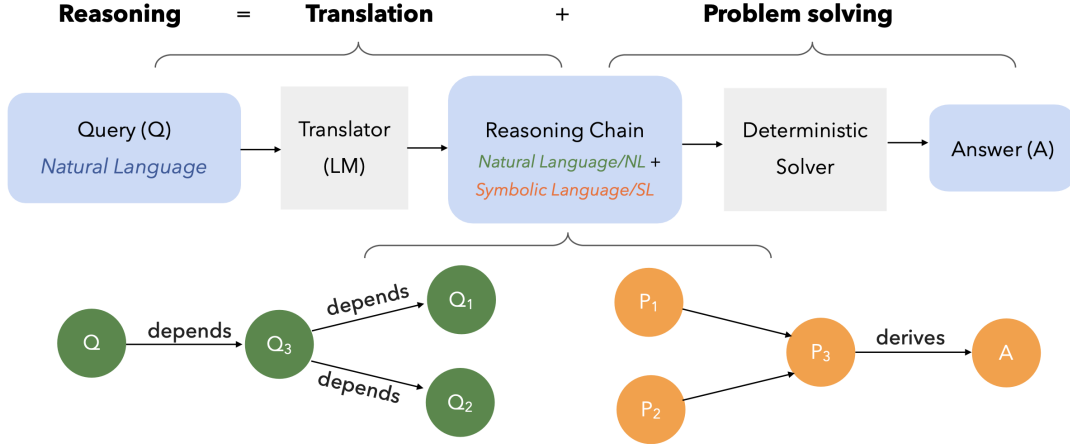 Reasoning = Translation + Problem solving
Query (Q)
Natural Language
Translator
(LM)
Reasoning Chain
Natural Language/NL +
Symbolic Language/SL
Deterministic
Solver
Answer (A)
Q
depends
Q3
depends
Q1
depends
Q2
P1
P2
P3
derives
A